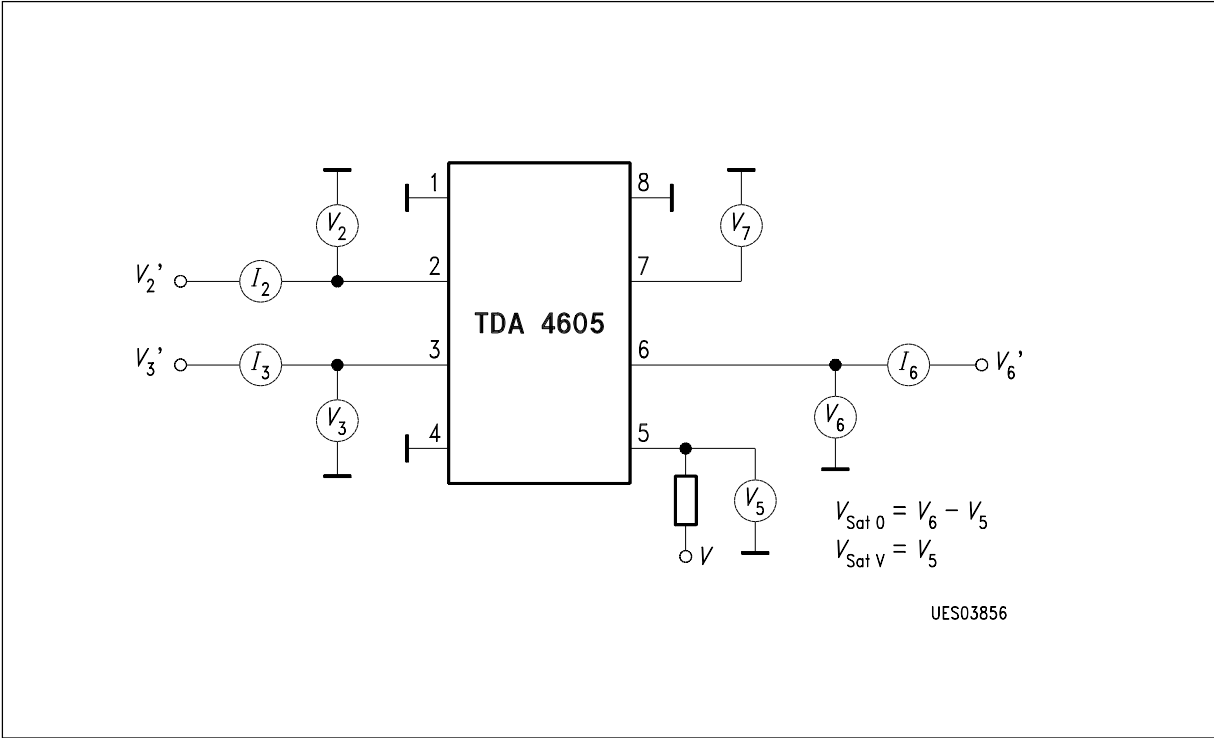 1
8
V2
V7
V2'
I2
2
7
TDA 4605
V3'
I3
3
6
I6
V6'
V3
V6
4
5
V5
V
VSat 0 = V6 − V5
VSat V = V5
UES03856